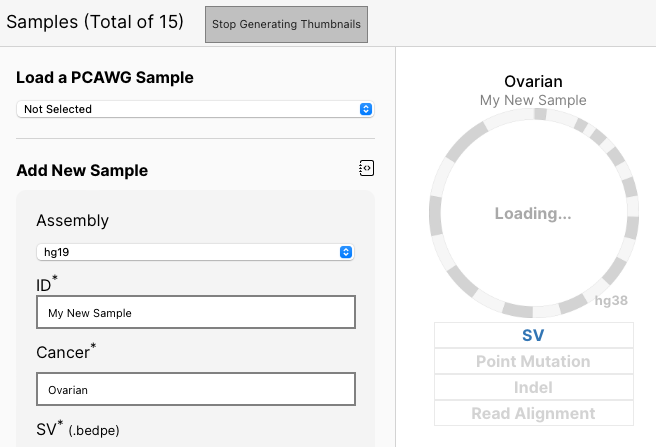 Samples (Total of 15)
Stop Generating Thumbnails
Load a PCAWG Sample
Not Selected
Add New Sample
Assembly
hg19
ID*
My New Sample
Cancer*
Ovarian
SV* (.bedpe)
Ovarian
My New Sample
Loading...
hg38
SV
Point Mutation
Indel
Read Alignment